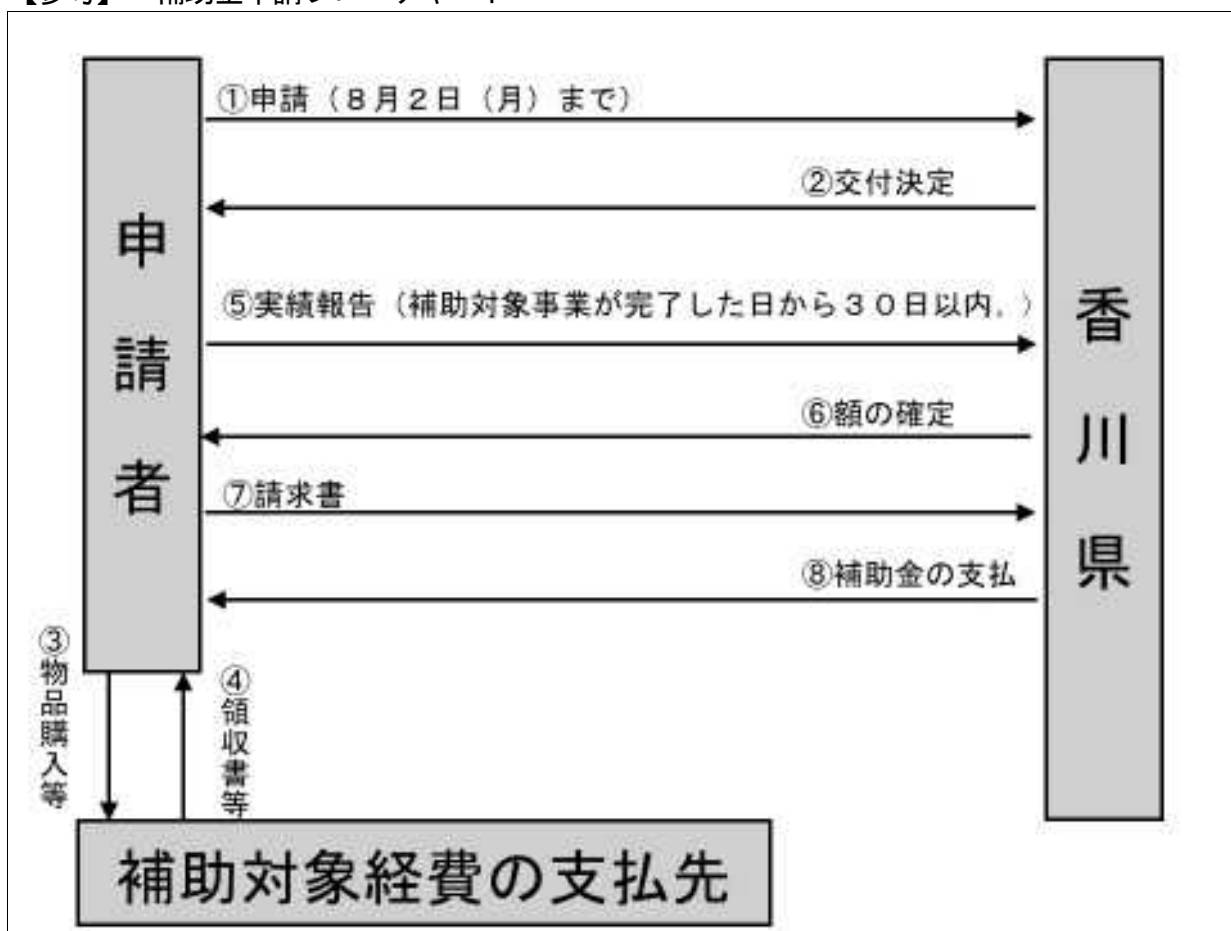 申請者
①申請（８月２日（月）まで）
②交付決定
⑤実績報告（補助対象事業が完了した日から３０日以内。）
⑥額の確定
⑦請求書
⑧補助金の支払
香川県
③物品購入等
④領収書等
補助対象経費の支払先